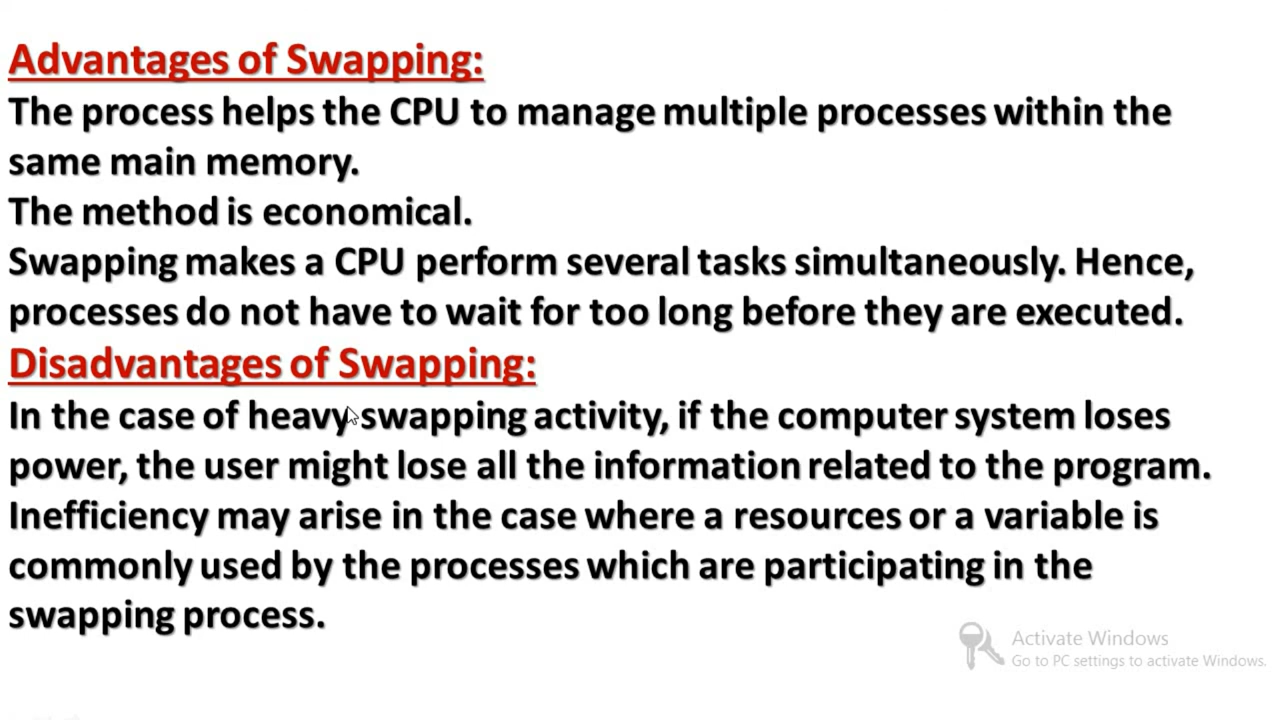 Advantages of Swapping:
The process helps the CPU to manage multiple processes within the
same main memory.
The method is economical.
Swapping makes a CPU perform several tasks simultaneously. Hence,
processes do not have to wait for too long before they are executed.
Disadvantages of Swapping:
In the case of heavy swapping activity, if the computer system loses
power, the user might lose all the information related to the program.
Inefficiency may arise in the case where a resources or a variable is
commonly used by the processes which are participating in the
swapping process.
Activate Windows
Go to PC settings to activate Windows.